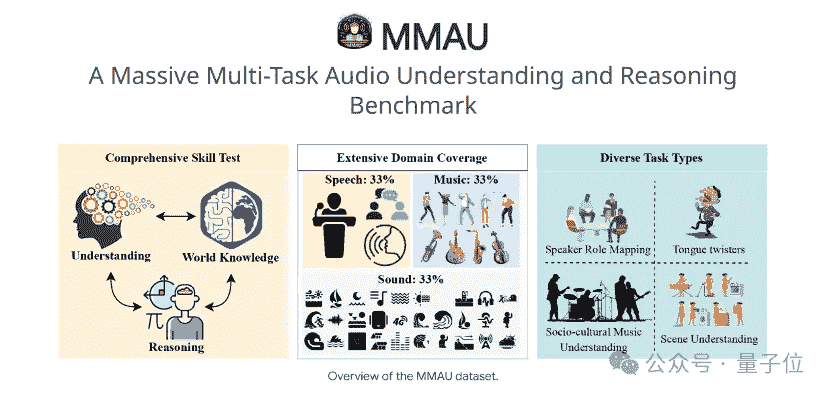 MMAU
A Massive Multi-Task Audio Understanding and Reasoning
Benchmark
Comprehensive Skill Test
Understanding
World Knowledge
π
Reasoning
Extensive Domain Coverage
Speech: 33%
Music: 33%
Sound: 33%
4G
Diverse Task Types
Speaker Role Mapping
Tongue twisters
Socio-cultural Music
Understanding
Scene Understanding
公众号 · 量子位
Overview of the MMAU dataset.